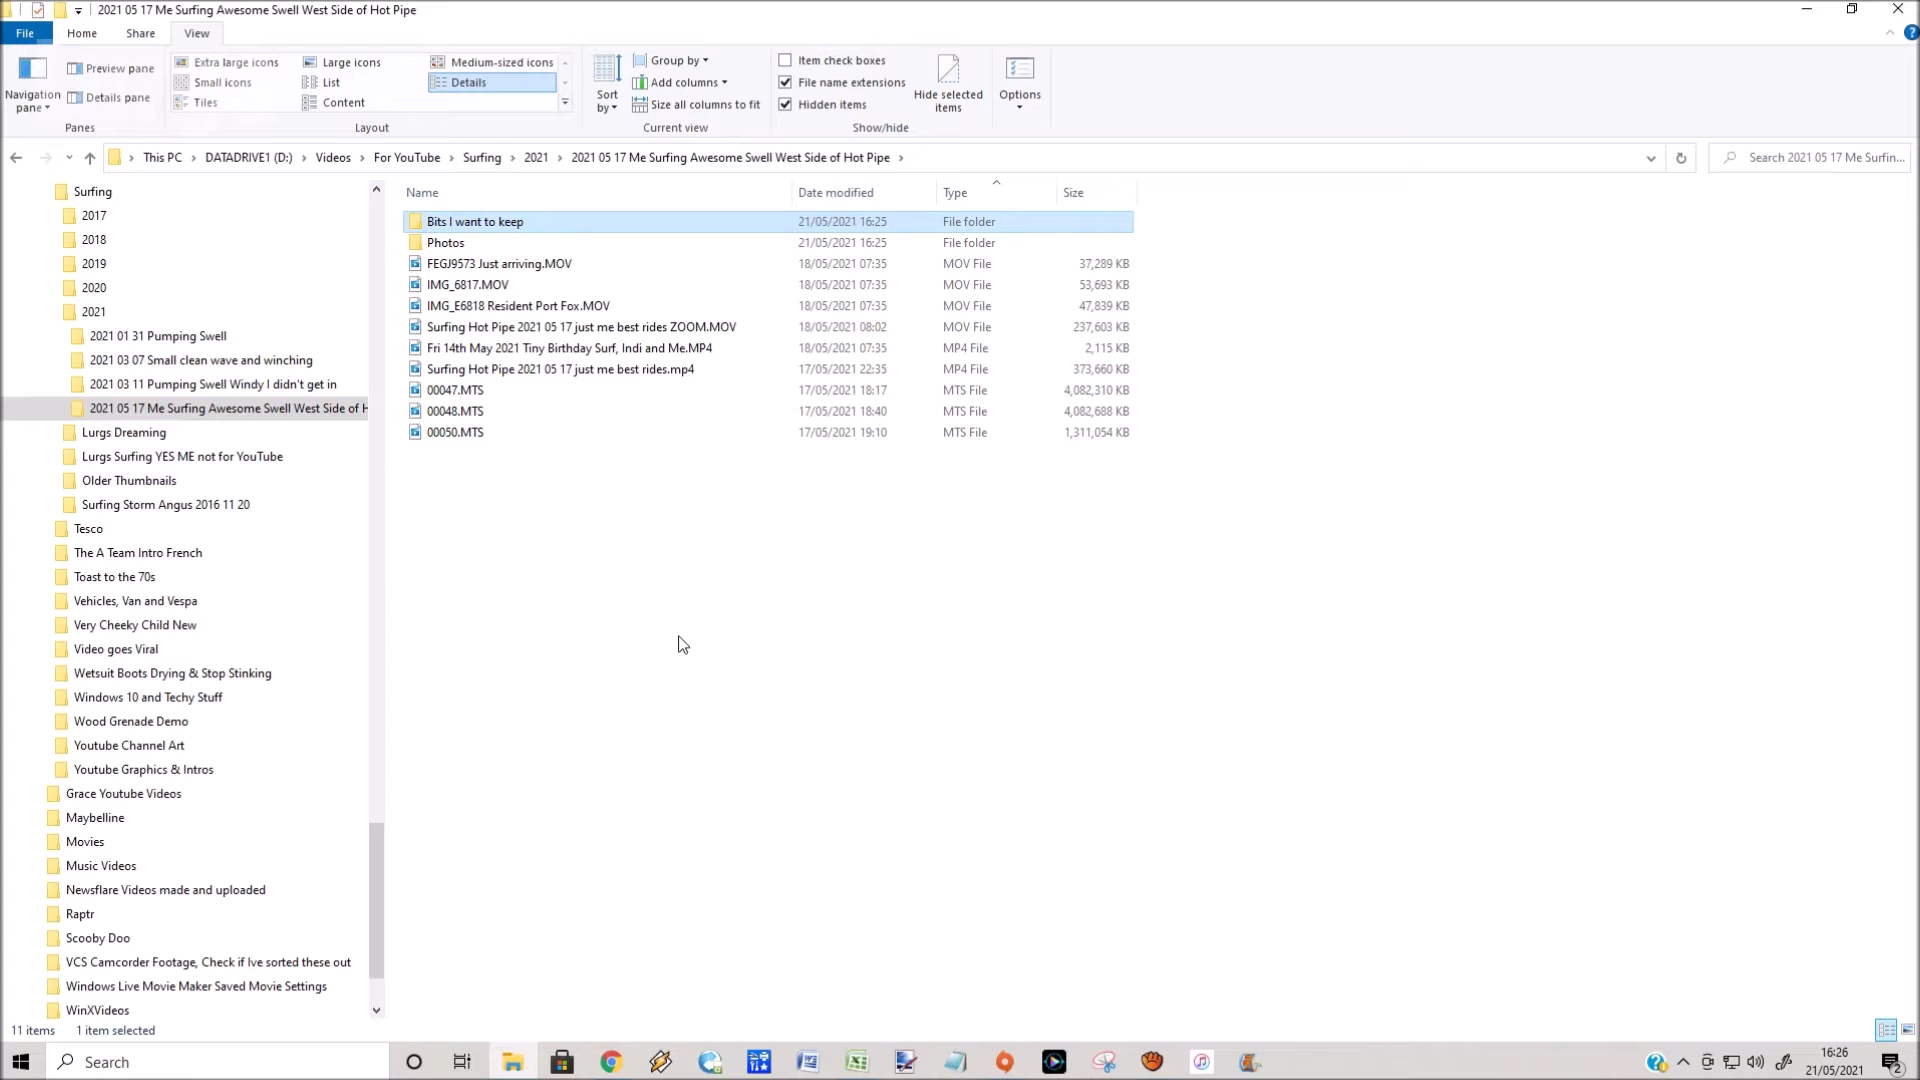 2021 05 17 Me Surfing Awesome Swell West Side of Hot Pipe
File Home Share View
Navigation pane
Preview pane
Details pane
Panes
Extra large icons Large icons Medium-sized icons
Small icons List Details
Tiles Content
Layout
Sort by
Group by
Add columns
Size all columns to fit
Current view
Item check boxes
File name extensions
Hidden items
Hide selected items
Show/hide
Options
This PC > DATADRIVE1 (D:) > Videos > For YouTube > Surfing > 2021 > 2021 05 17 Me Surfing Awesome Swell West Side of Hot Pipe >
Search 2021 05 17 Me Surfin...
Surfing
2017
2018
2019
2020
2021
2021 01 31 Pumping Swell
2021 03 07 Small clean wave and winching
2021 03 11 Pumping Swell Windy I didn't get in
2021 05 17 Me Surfing Awesome Swell West Side of H
Lurgs Dreaming
Lurgs Surfing YES ME not for YouTube
Older Thumbnails
Surfing Storm Angus 2016 11 20
Tesco
The A Team Intro French
Toast to the 70s
Vehicles, Van and Vespa
Very Cheeky Child New
Video goes Viral
Wetsuit Boots Drying & Stop Stinking
Windows 10 and Techy Stuff
Wood Grenade Demo
Youtube Channel Art
Youtube Graphics & Intros
Grace Youtube Videos
Maybelline
Movies
Music Videos
Newsflare Videos made and uploaded
Raptr
Scooby Doo
VCS Camcorder Footage, Check if Ive sorted these out
Windows Live Movie Maker Saved Movie Settings
WinXVideos
Name Date modified Type Size
Bits I want to keep 21/05/2021 16:25 File folder
Photos 21/05/2021 16:25 File folder
FEGJ9573 Just arriving.MOV 18/05/2021 07:35 MOV File 37,289 KB
IMG_6817.MOV 18/05/2021 07:35 MOV File 53,693 KB
IMG_E6818 Resident Port Fox.MOV 18/05/2021 07:35 MOV File 47,839 KB
Surfing Hot Pipe 2021 05 17 just me best rides ZOOM.MOV 18/05/2021 08:02 MOV File 237,603 KB
Fri 14th May 2021 Tiny Birthday Surf, Indi and Me.MP4 18/05/2021 07:35 MP4 File 2,115 KB
Surfing Hot Pipe 2021 05 17 just me best rides.mp4 17/05/2021 22:35 MP4 File 373,660 KB
00047.MTS 17/05/2021 18:17 MTS File 4,082,310 KB
00048.MTS 17/05/2021 18:40 MTS File 4,082,688 KB
00050.MTS 17/05/2021 19:10 MTS File 1,311,054 KB
11 items 1 item selected
Search
16:26
21/05/2021
2